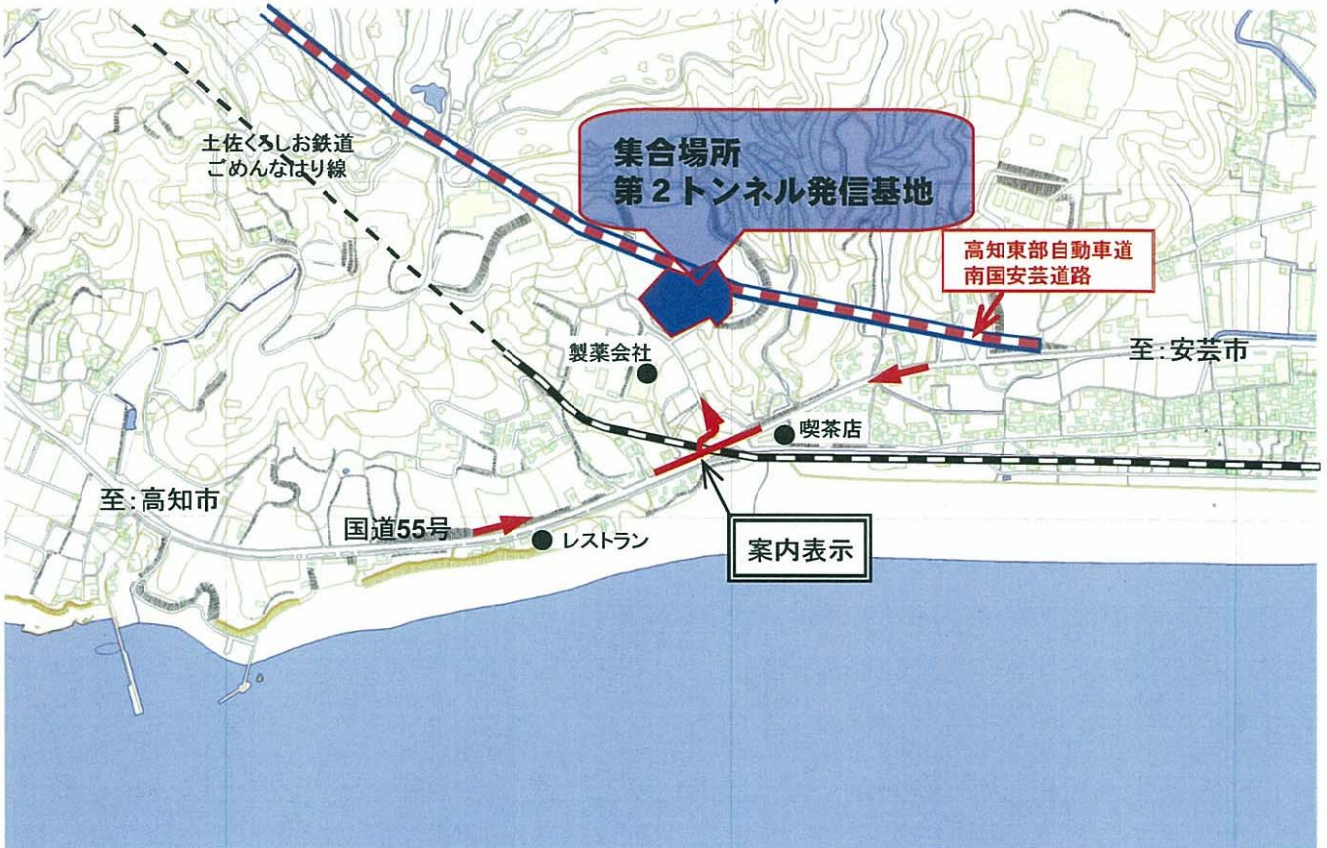 土佐くろしお鉄道
ごめんなはり線
集合場所
第２トンネル発信基地
高知東部自動車道
南国安芸道路
至:安芸市
製薬会社
喫茶店
至:高知市
国道55号
レストラン
案内表示